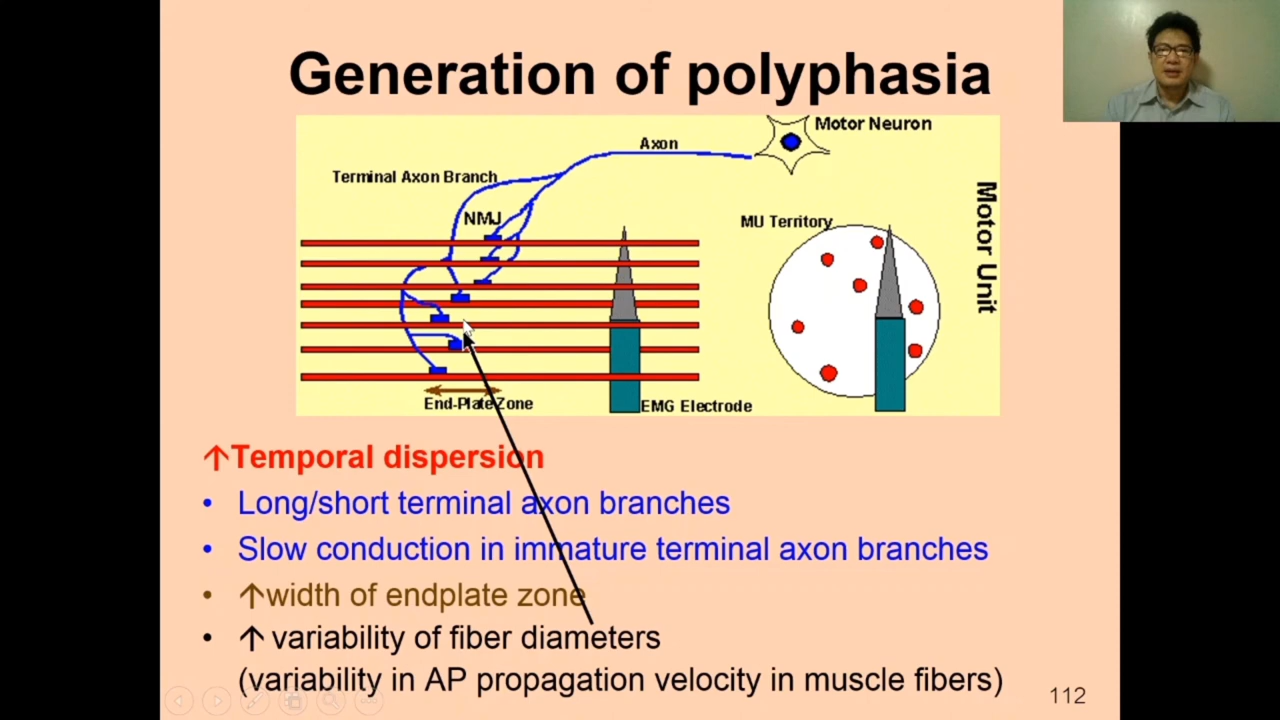 Generation of polyphasia
Motor Neuron
Axon
Terminal Axon Branch
NMJ
MU Territory
Motor Unit
End-Plate Zone
EMG Electrode
↑Temporal dispersion
• Long/short terminal axon branches
• Slow conduction in immature terminal axon branches
• ↑width of endplate zone
• ↑ variability of fiber diameters
(variability in AP propagation velocity in muscle fibers)
112